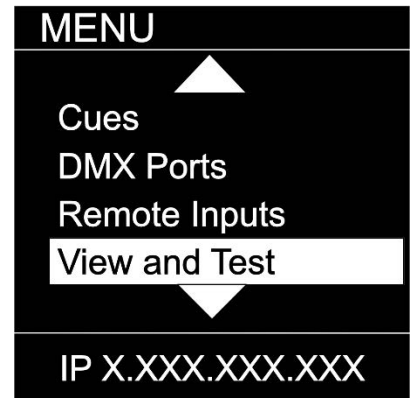 MENU
Cues
DMX Ports
Remote Inputs
View and Test
IP X.XXX.XXX.XXX